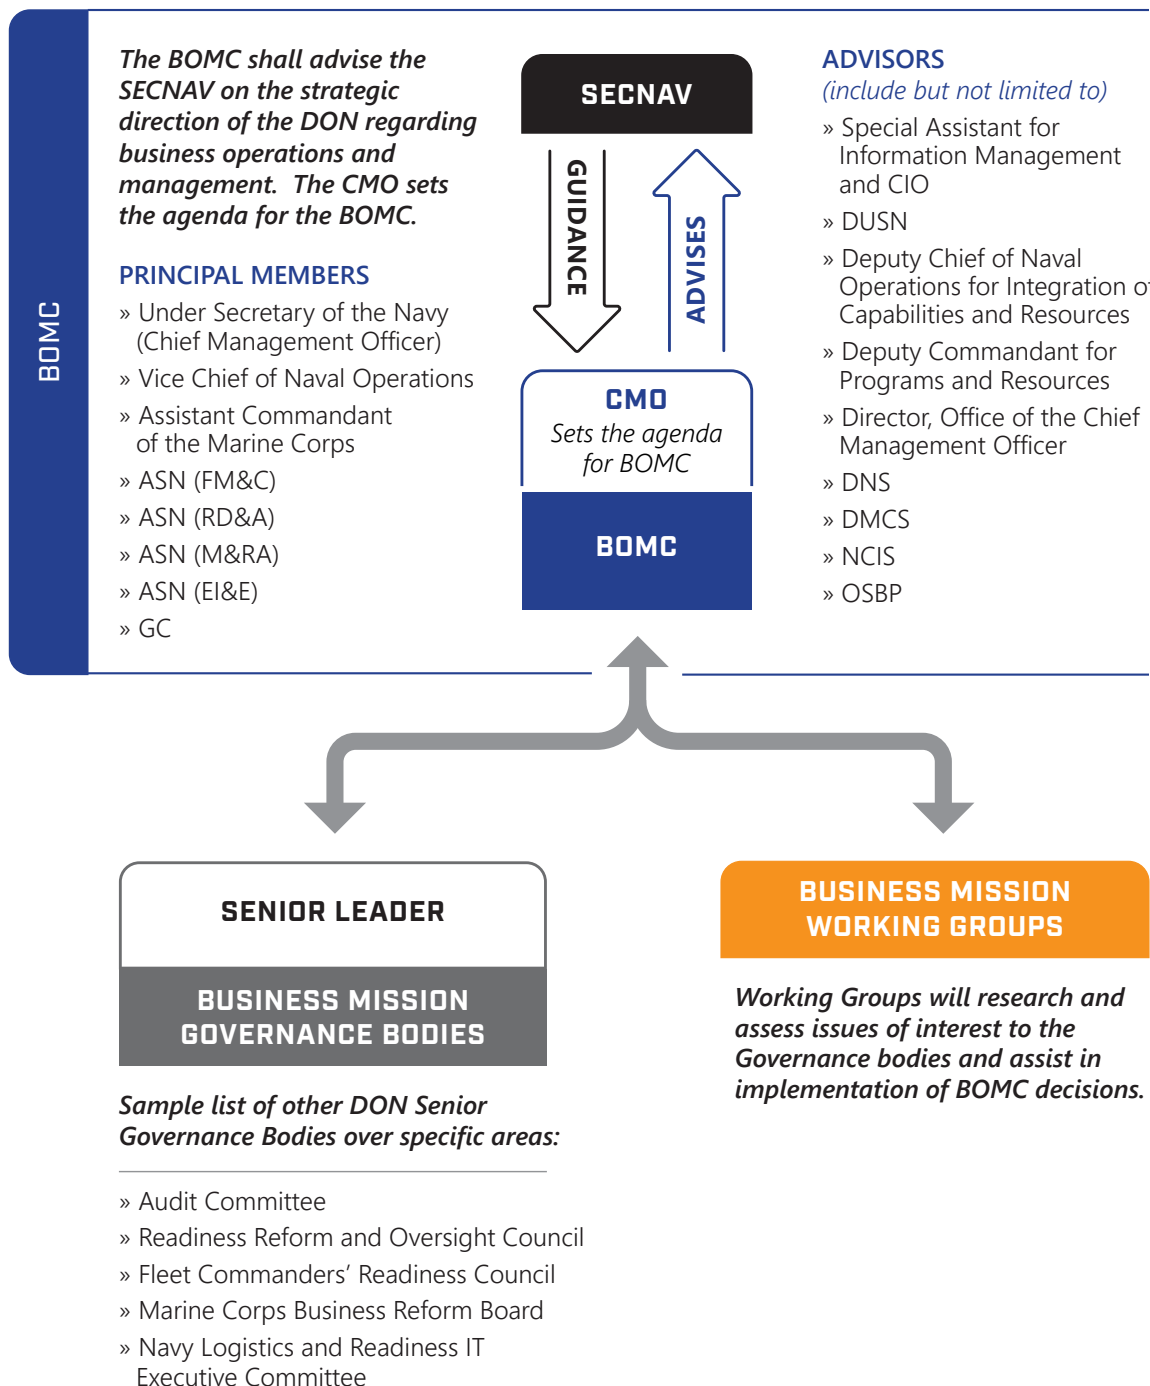 BOMC
The BOMC shall advise the
SECNAV on the strategic
direction of the DON regarding
business operations and
management.  The CMO sets
the agenda for the BOMC.
PRINCIPAL MEMBERS
» Under Secretary of the Navy
(Chief Management Officer)
» Vice Chief of Naval Operations
» Assistant Commandant
of the Marine Corps
» ASN (FM&C)
» ASN (RD&A)
» ASN (M&RA)
» ASN (EI&E)
» GC
SECNAV
GUIDANCE
ADVISES
CMO
Sets the agenda
for BOMC
BOMC
ADVISORS
(include but not limited to)
» Special Assistant for
Information Management
and CIO
» DUSN
» Deputy Chief of Naval
Operations for Integration of
Capabilities and Resources
» Deputy Commandant for
Programs and Resources
» Director, Office of the Chief
Management Officer
» DNS
» DMCS
» NCIS
» OSBP
SENIOR LEADER
BUSINESS MISSION
GOVERNANCE BODIES
Sample list of other DON Senior
Governance Bodies over specific areas:
» Audit Committee
» Readiness Reform and Oversight Council
» Fleet Commanders’ Readiness Council
» Marine Corps Business Reform Board
» Navy Logistics and Readiness IT
Executive Committee
BUSINESS MISSION
WORKING GROUPS
Working Groups will research and
assess issues of interest to the
Governance bodies and assist in
implementation of BOMC decisions.